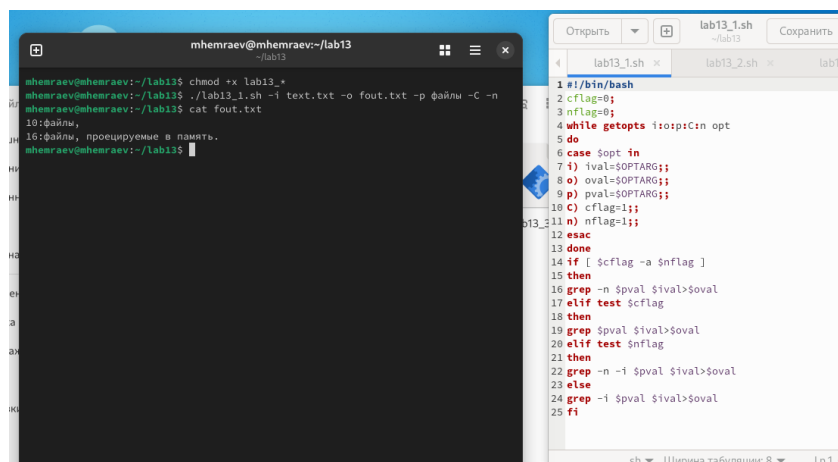 mhemraev@mhemraev:~/lab13
~/lab13
mhemraev@mhemraev:~/lab13$ chmod +x lab13_*
mhemraev@mhemraev:~/lab13$ ./lab13_1.sh -i text.txt -o fout.txt -p файлы -C -n
mhemraev@mhemraev:~/lab13$ cat fout.txt
10:файлы,
16:файлы, проецируемые в память.
mhemraev@mhemraev:~/lab13$
Открыть
lab13_1.sh
~/lab13
Сохранить
lab13_1.sh ×
lab13_2.sh ×
1 #!/bin/bash
2 cflag=0;
3 nflag=0;
4 while getopts i:o:p:C:n opt
5 do
6 case $opt in
7 i) ival=$OPTARG;;
8 o) oval=$OPTARG;;
9 p) pval=$OPTARG;;
10 C) cflag=1;;
11 n) nflag=1;;
12 esac
13 done
14 if [ $cflag -a $nflag ]
15 then
16 grep -n $pval $ival>$oval
17 elif test $cflag
18 then
19 grep $pval $ival>$oval
20 elif test $nflag
21 then
22 grep -n -i $pval $ival>$oval
23 else
24 grep -i $pval $ival>$oval
25 fi
sh
Ширина табуляции: 8